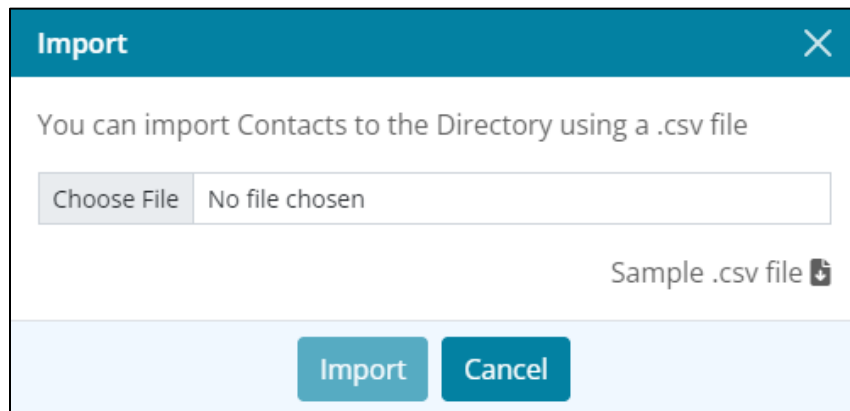 Import
You can import Contacts to the Directory using a .csv file
Choose File No file chosen
Sample .csv file
Import Cancel